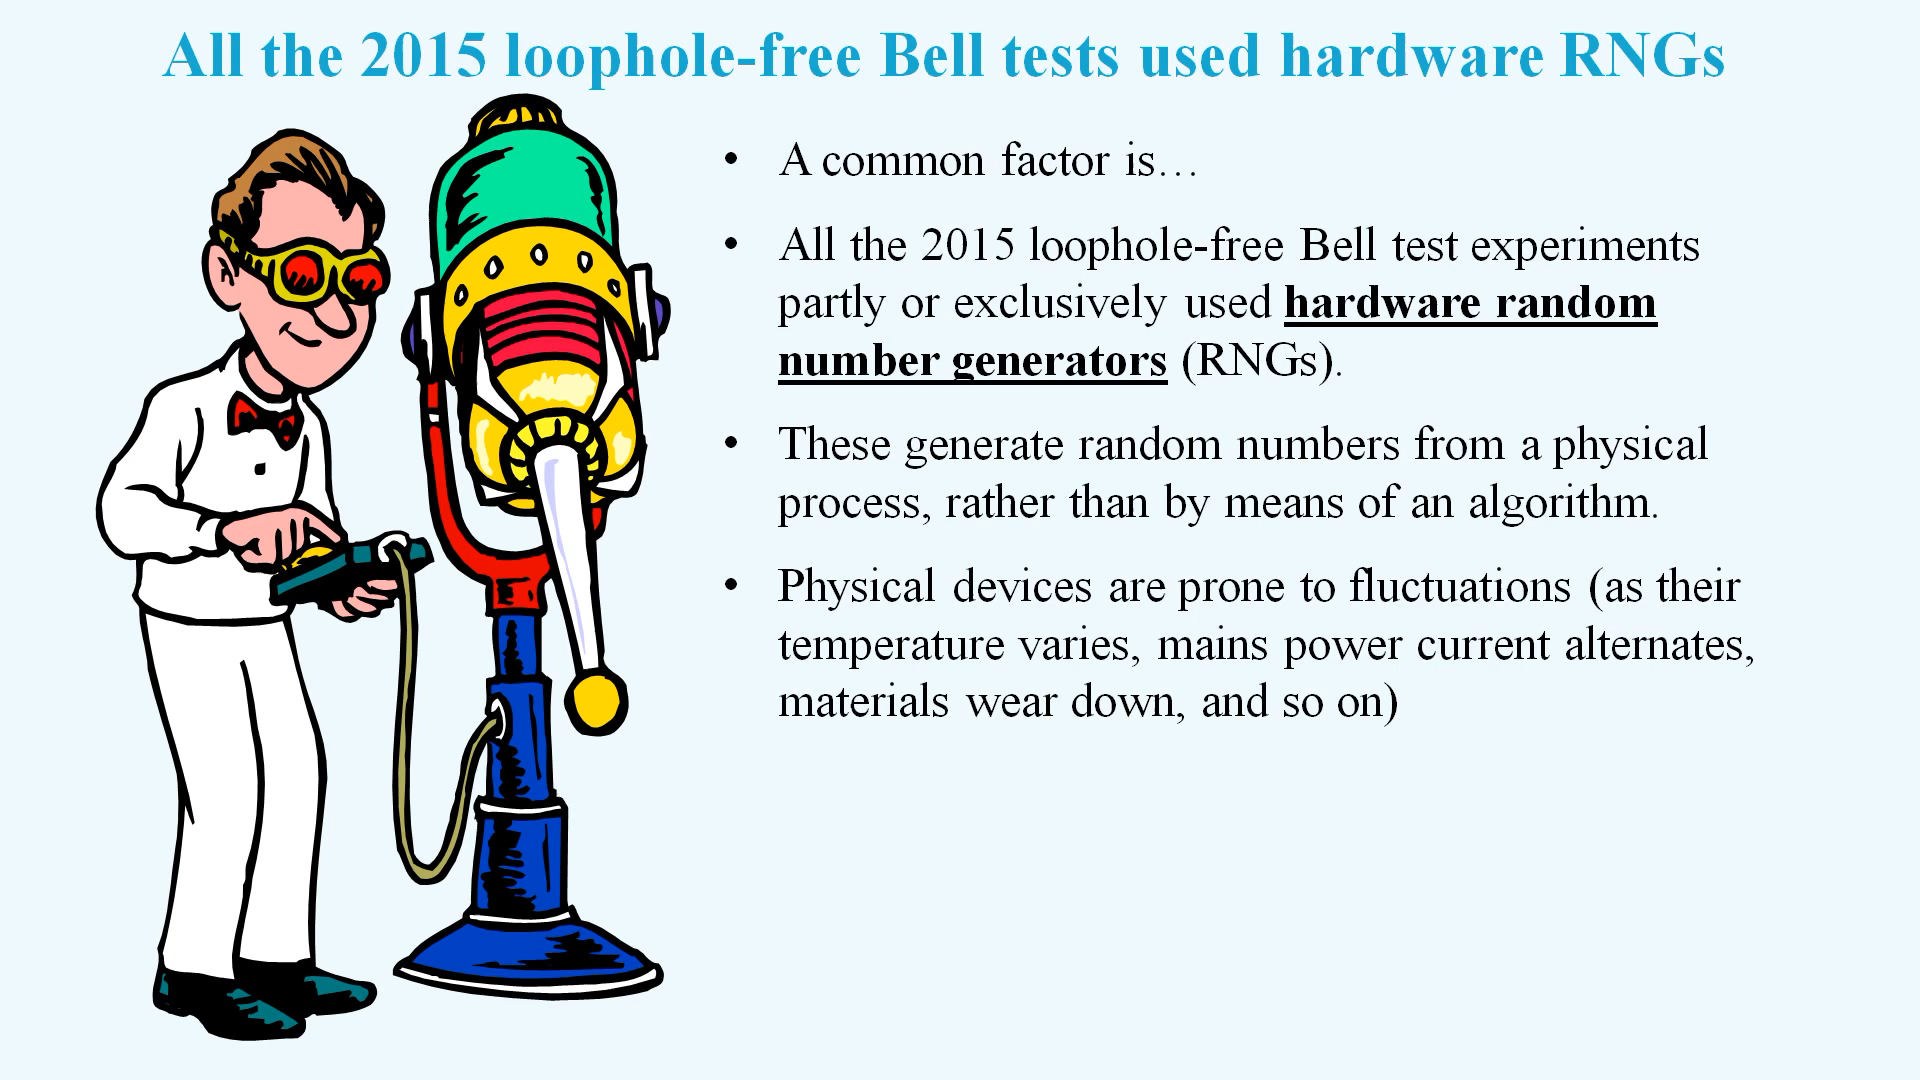 All the 2015 loophole-free Bell tests used hardware RNGs
• A common factor is…
• All the 2015 loophole-free Bell test experiments
partly or exclusively used hardware random
number generators (RNGs).
• These generate random numbers from a physical
process, rather than by means of an algorithm.
• Physical devices are prone to fluctuations (as their
temperature varies, mains power current alternates,
materials wear down, and so on)